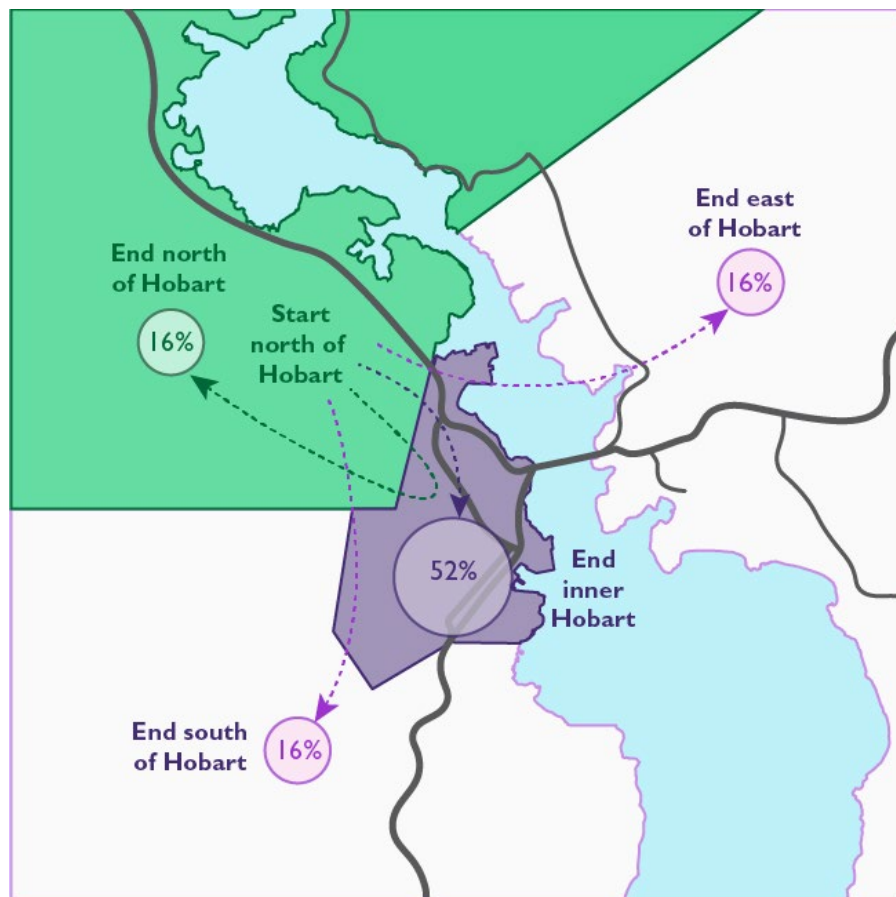 End east
of Hobart
16%
End north
of Hobart
16%
Start
north of
Hobart
52%
End
inner
Hobart
End south
of Hobart
16%